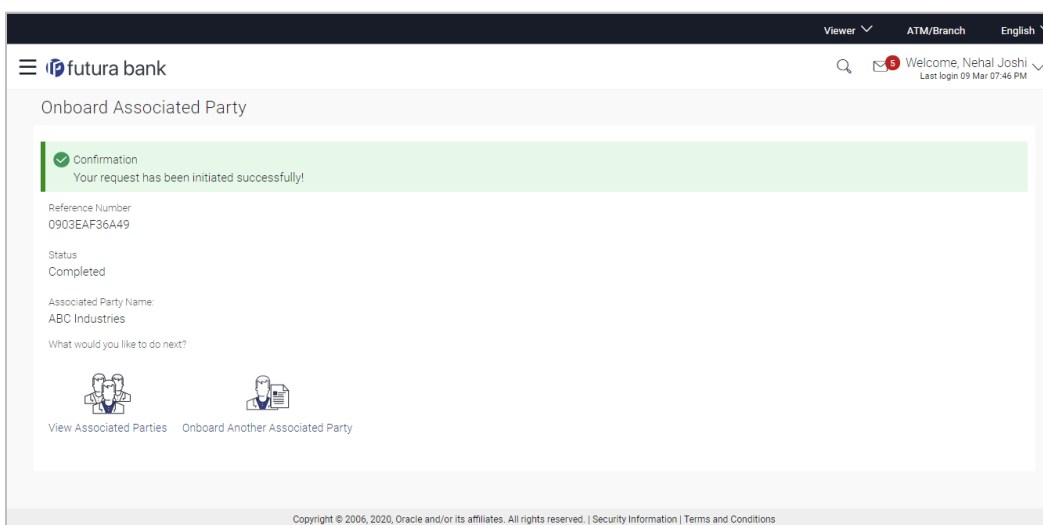 Viewer ATM/Branch English
futura bank
5 Welcome, Nehal Joshi
Last login 09 Mar 07:46 PM
Onboard Associated Party
Confirmation
Your request has been initiated successfully!
Reference Number
0903EAF36A49
Status
Completed
Associated Party Name:
ABC Industries
What would you like to do next?
View Associated Parties Onboard Another Associated Party
Copyright © 2006, 2020, Oracle and/or its affiliates. All rights reserved. | Security Information | Terms and Conditions